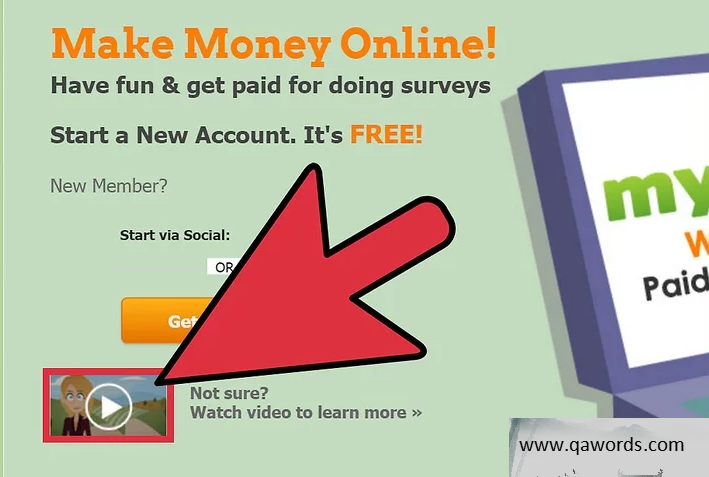 Make Money Online!
Have fun & get paid for doing surveys
Start a New Account. It's FREE!
New Member?
Start via Social:
OR
Get
my
W
Paid
Not sure?
Watch video to learn more »
www.qawords.com